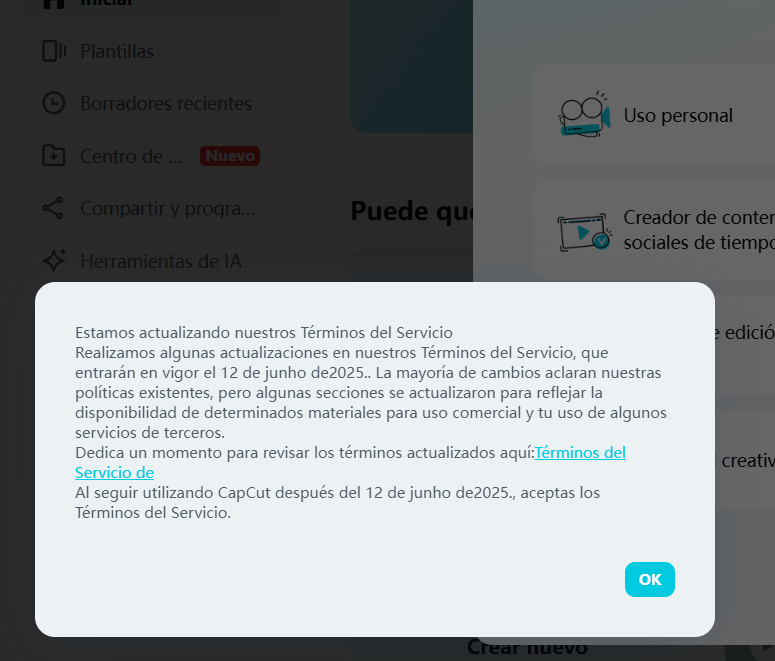 Inicial
Plantillas
Borradores recientes
Centro de ...
Nuevo
Compartir y progra...
Herramientas de IA
Puede que
Uso personal
Creador de conten
sociales de tiempo
e edició
creativ
Estamos actualizando nuestros Términos del Servicio
Realizamos algunas actualizaciones en nuestros Términos del Servicio, que
entrarán en vigor el 12 de junho de2025.. La mayoría de cambios aclaran nuestras
políticas existentes, pero algunas secciones se actualizaron para reflejar la
disponibilidad de determinados materiales para uso comercial y tu uso de algunos
servicios de terceros.
Dedica un momento para revisar los términos actualizados aquí:Términos del
Servicio de
Al seguir utilizando CapCut después del 12 de junho de2025., aceptas los
Términos del Servicio.
OK
Crear nuevo